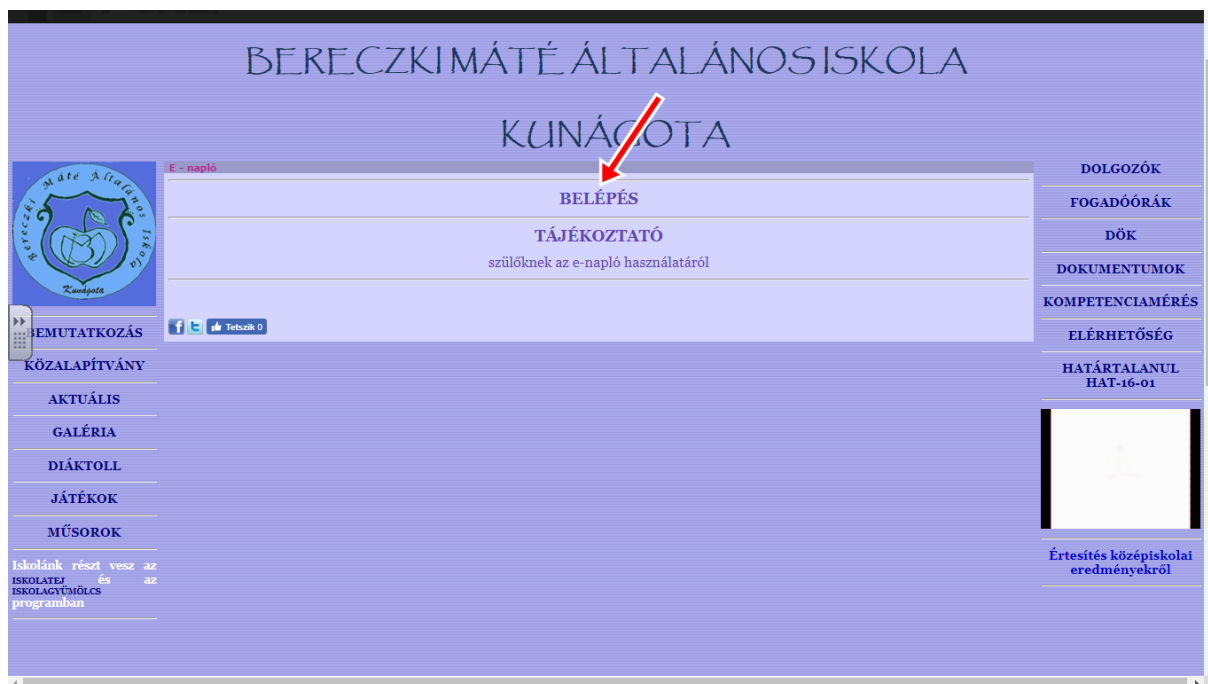 BERECZKI MÁTÉ ÁLTALÁNOS ISKOLA
KUNÁGOTA
Bereczki Máté Általános Iskola
Kunágota
BEMUTATKOZÁS
KÖZALAPÍTVÁNY
AKTUÁLIS
GALÉRIA
DIÁKTOLL
JÁTÉKOK
MŰSOROK
Iskolánk részt vesz az
ISKOLATEJ és az
ISKOLAGYÜMÖLCS
programban
E - napló
BELÉPÉS
TÁJÉKOZTATÓ
szülőknek az e-napló használatáról
Tetszik 0
DOLGOZÓK
FOGADÓÓRÁK
DÖK
DOKUMENTUMOK
KOMPETENCIAMÉRÉS
ELÉRHETŐSÉG
HATÁRTALANUL
HAT-16-01
Értesítés középiskolai
eredményekről